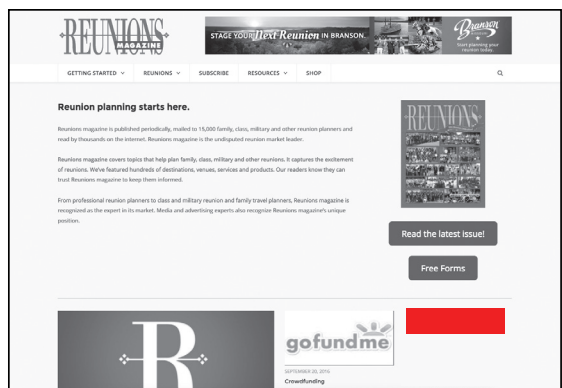 REUNIONS
MAGAZINE
STAGE YOUR Next Reunion IN BRANSON
Branson
Start planning your
reunion today.
GETTING STARTED
REUNIONS
SUBSCRIBE
RESOURCES
SHOP
Reunion planning starts here.
Reunions magazine is published periodically, mailed to 15,000 family, class, military and other reunion planners and
read by thousands on the internet. Reunions magazine is the undisputed reunion market leader.
Reunions magazine covers topics that help plan family, class, military and other reunions. It captures the excitement
of reunions. We've featured hundreds of destinations, venues, services and products. Our readers know they can
trust Reunions magazine to keep them informed.
From professional reunion planners to class and military reunion and family travel planners, Reunions magazine is
recognized as the expert in its market. Media and advertising experts also recognize Reunions magazine's unique
position.
REUNIONS
Read the latest issue!
Free Forms
R
gofundme
SEPTEMBER 20, 2016
Crowdfunding